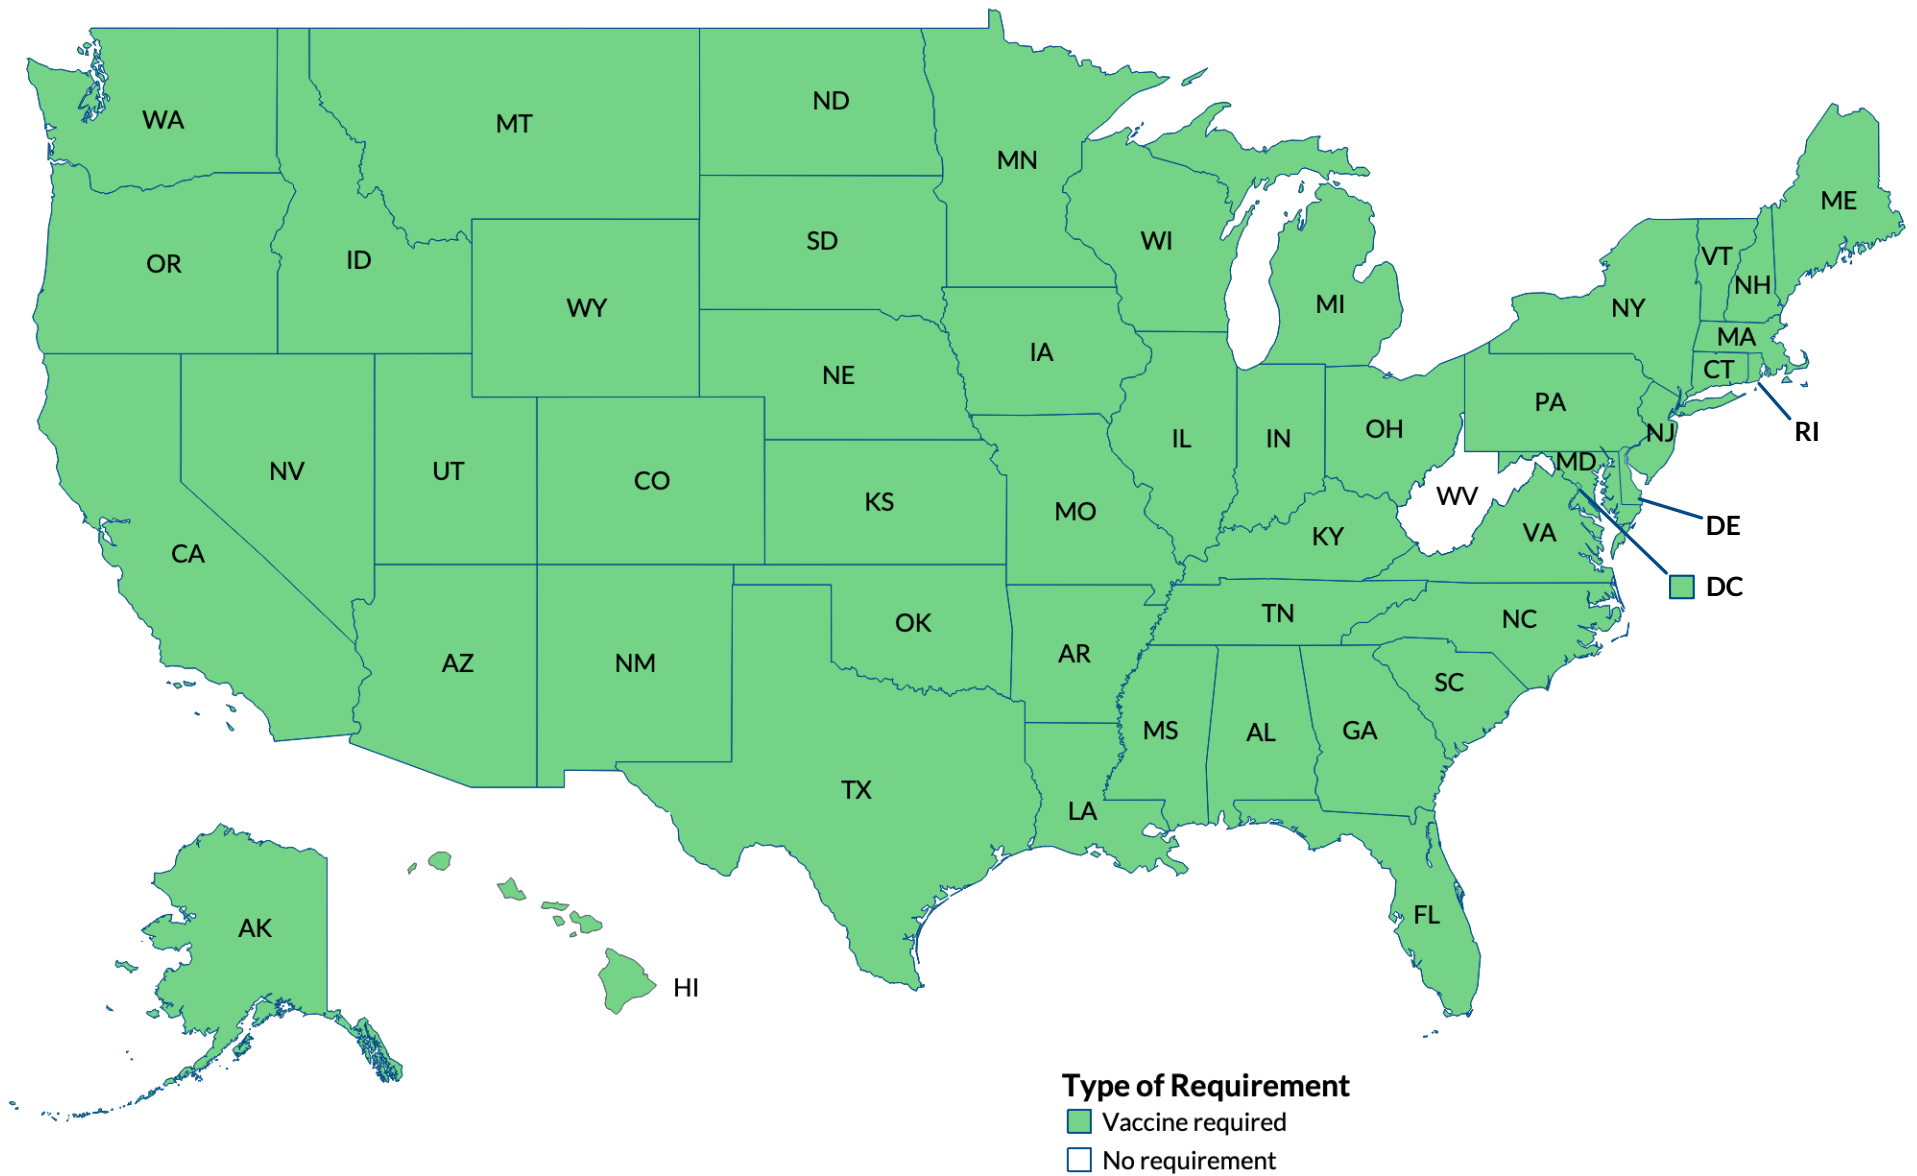 WA
MT
ND
MN
OR
ID
WY
SD
WI
MI
NY
VT
NH
ME
MA
CT
RI
NE
IA
PA
NJ
NV
UT
CO
KS
MO
IL
IN
OH
WV
MD
DE
DC
CA
KY
VA
AZ
NM
OK
AR
TN
NC
SC
TX
LA
MS
AL
GA
FL
AK
HI
Type of Requirement
Vaccine required
No requirement